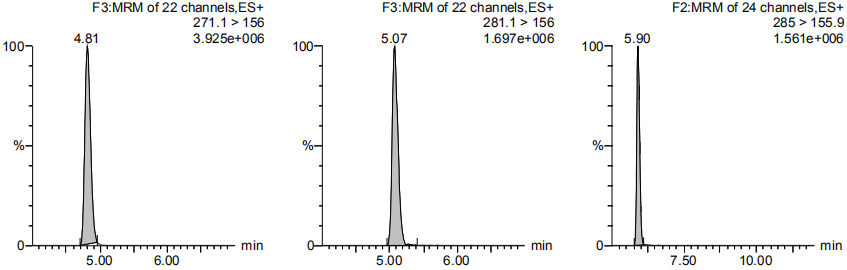 F3:MRM of 22 channels,ES+
271.1 > 156
3.925e+006
4.81
100
%
0
5.00 6.00 min
F3:MRM of 22 channels,ES+
281.1 > 156
1.697e+006
5.07
100
%
0
5.00 6.00 min
F2:MRM of 24 channels,ES+
285 > 155.9
1.561e+006
5.90
100
%
0
7.50 10.00 min